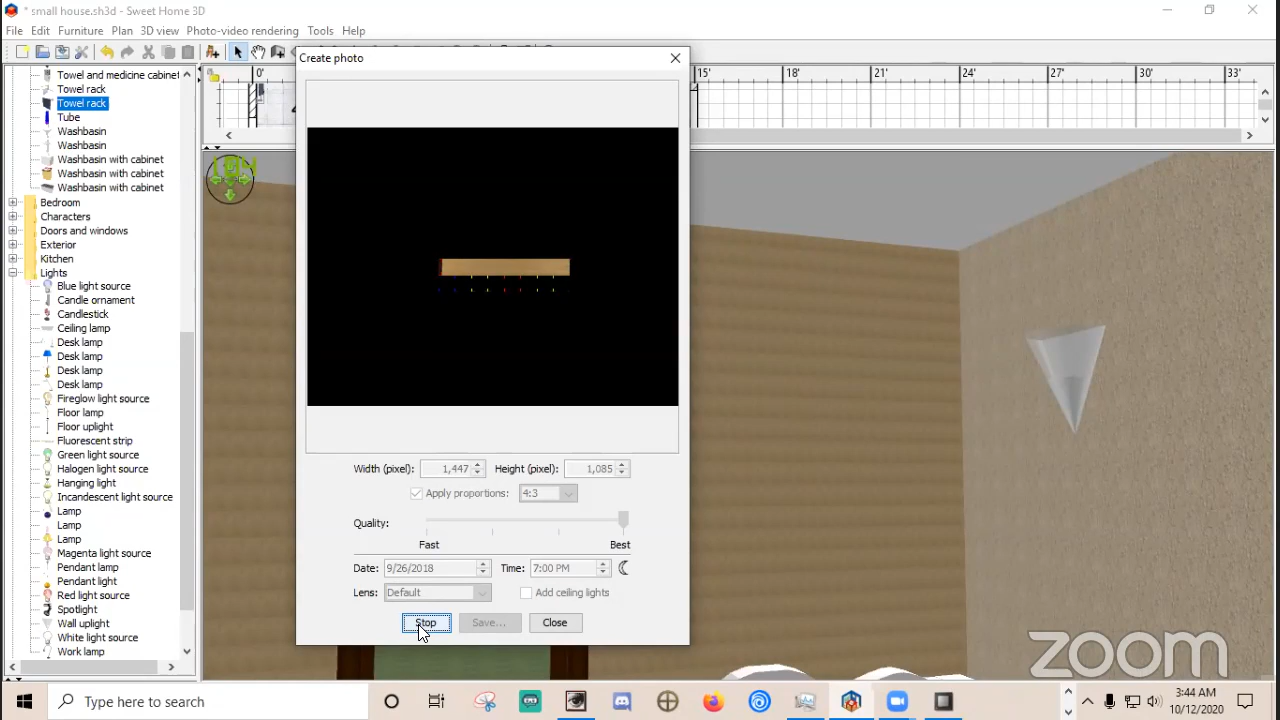 * small house.sh3d - Sweet Home 3D
File Edit Furniture Plan 3D view Photo-video rendering Tools Help
Create photo
0' 15' 18' 21' 24' 27' 30' 33'
Towel and medicine cabinet
Towel rack
Towel rack
Tube
Washbasin
Washbasin
Washbasin with cabinet
Washbasin with cabinet
Washbasin with cabinet
Bedroom
Characters
Doors and windows
Exterior
Kitchen
Lights
Blue light source
Candle ornament
Candlestick
Ceiling lamp
Desk lamp
Desk lamp
Desk lamp
Desk lamp
Fireglow light source
Floor lamp
Floor uplight
Fluorescent strip
Green light source
Halogen light source
Hanging light
Incandescent light source
Lamp
Lamp
Lamp
Magenta light source
Pendant lamp
Pendant light
Red light source
Spotlight
Wall uplight
White light source
Work lamp
Width (pixel): 1,447 Height (pixel): 1,085
Apply proportions: 4:3
Quality:
Fast Best
Date: 9/26/2018 Time: 7:00 PM
Lens: Default Add ceiling lights
Stop Save... Close
zoom
Type here to search
3:44 AM
10/12/2020